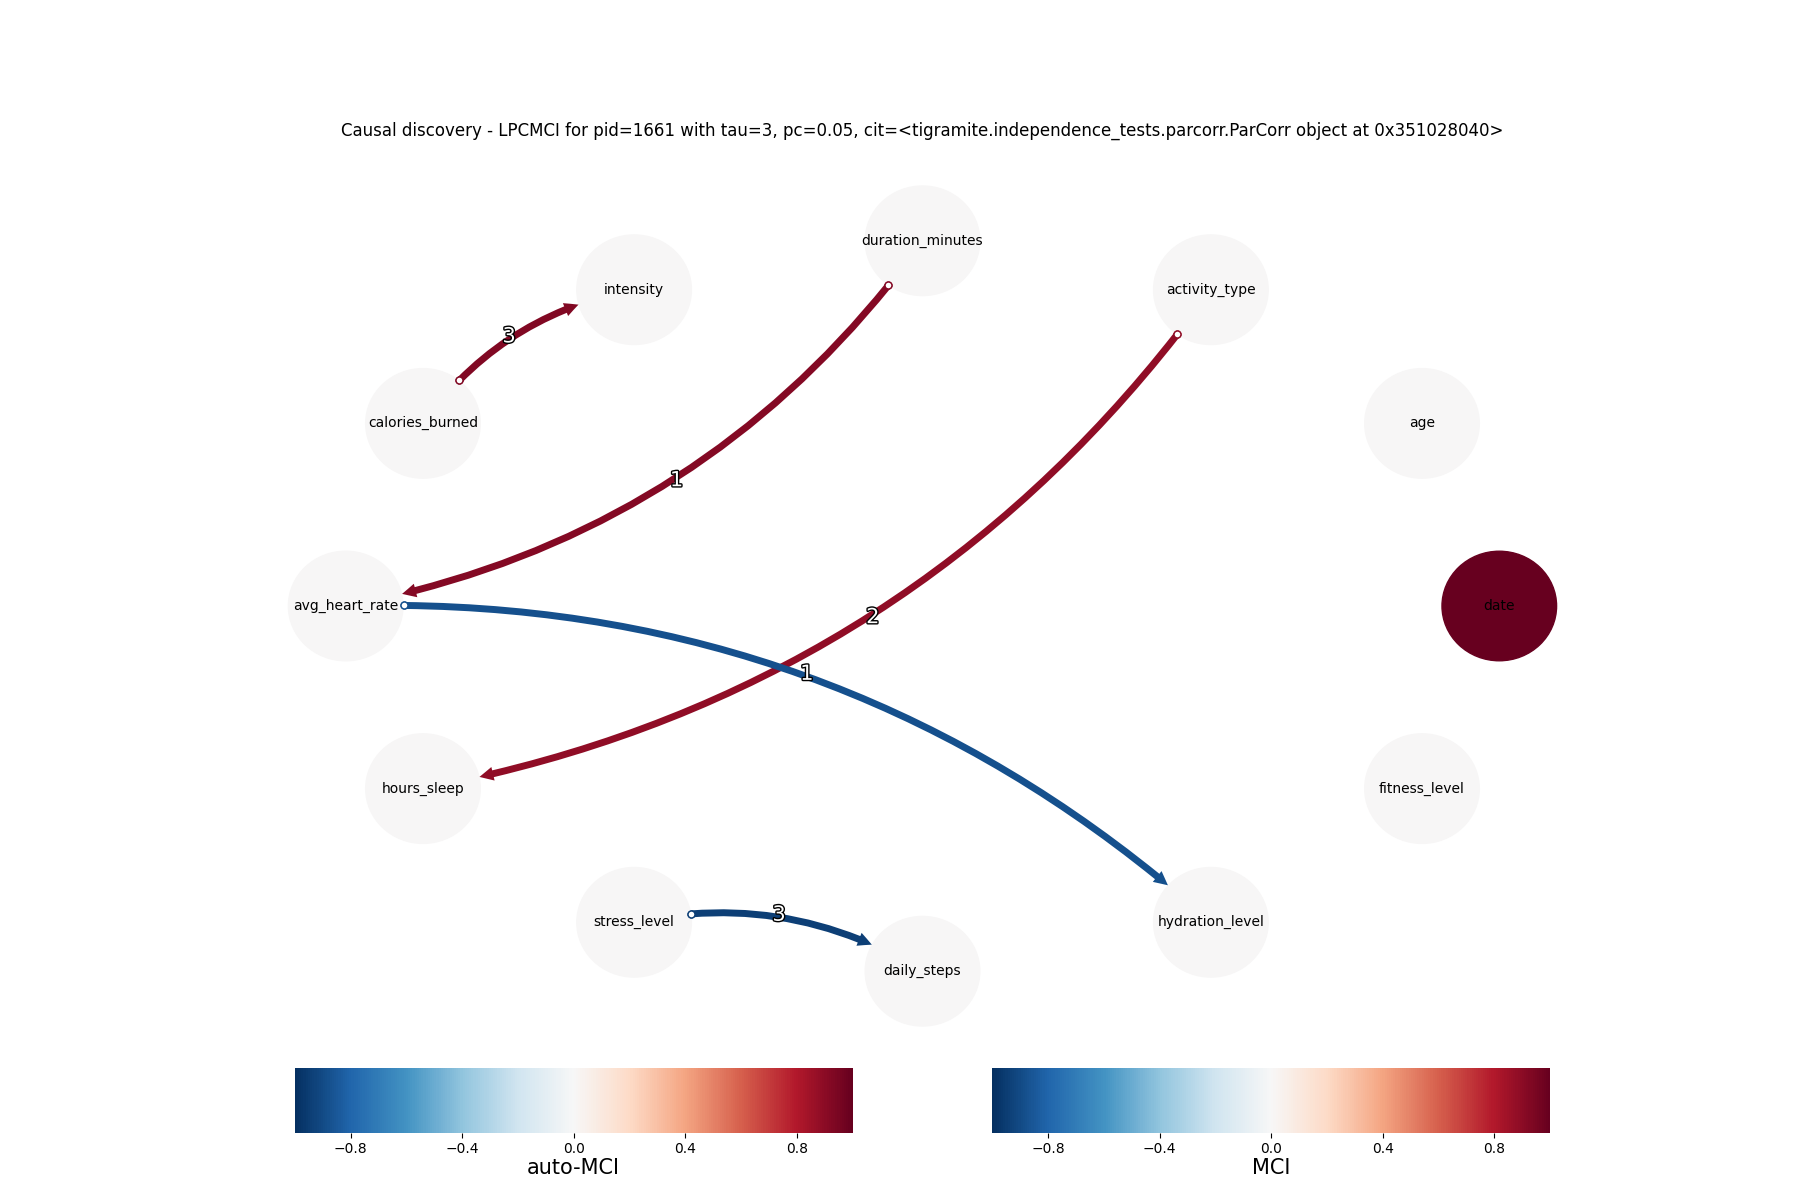 Causal discovery - LPCMCI for pid=1661 with tau=3, pc=0.05, cit=<tigramite.independence_tests.parcorr.ParCorr object at 0x351028040>
duration_minutes
intensity
activity_type
3
calories_burned
age
1
avg_heart_rate
date
2
1
hours_sleep
fitness_level
3
stress_level
hydration_level
daily_steps
−0.8 −0.4 0.0 0.4 0.8
auto-MCI
−0.8 −0.4 0.0 0.4 0.8
MCI